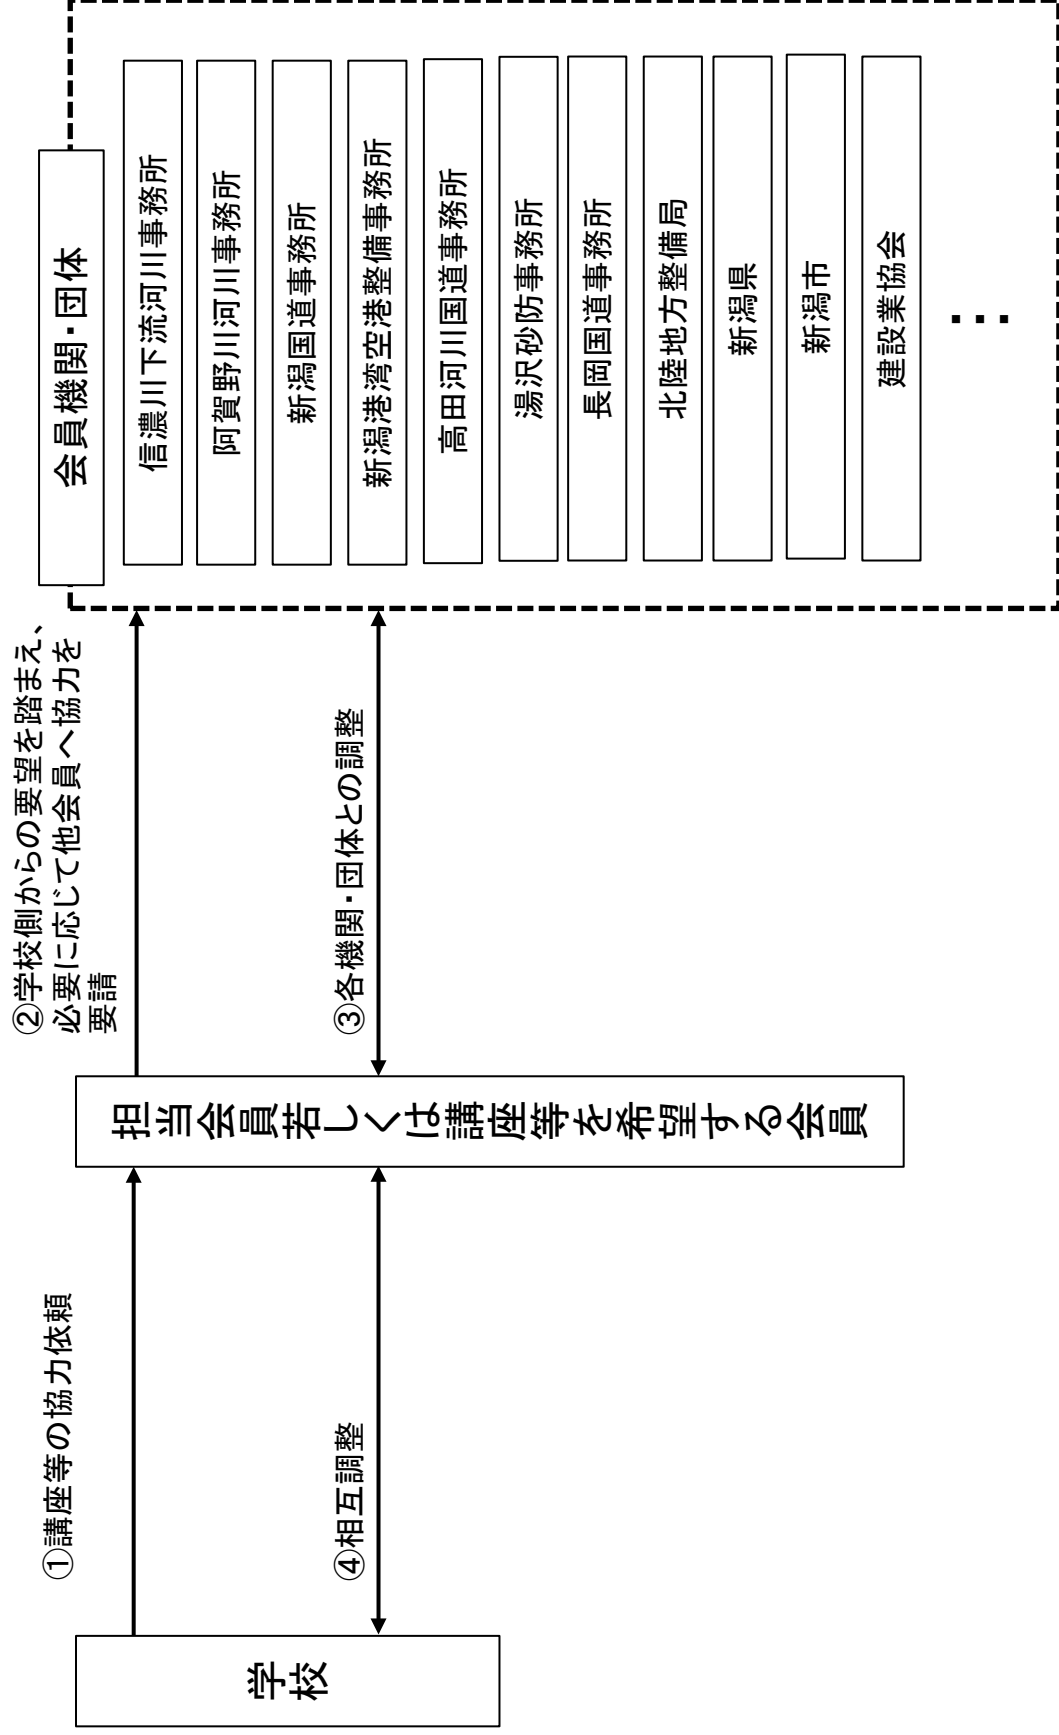 学校
①講座等の協力依頼
④相互調整
担当会員若しくは講座等を希望する会員
②学校側からの要望を踏まえ、
必要に応じて他会員へ協力を
要請
③各機関・団体との調整
会員機関・団体
信濃川下流河川事務所
阿賀野川河川事務所
新潟国道事務所
新潟港湾空港整備事務所
高田河川国道事務所
湯沢砂防事務所
長岡国道事務所
北陸地方整備局
新潟県
新潟市
建設業協会
・・・